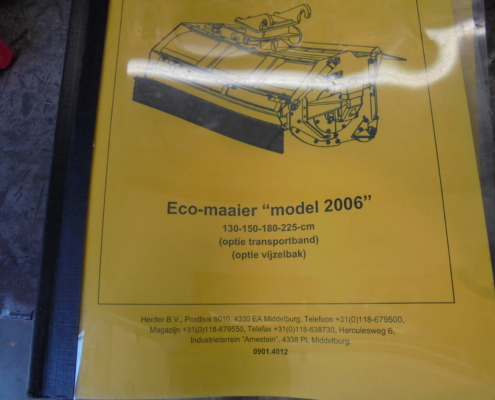 Eco-maaier “model 2006”
130-150-180-225-cm
(optie transportband)
(optie vijzelbak)
Herder B.V., Postbus 8019, 4330 EA Middelburg, Telefoon +31(0)118-679500,
Magazijn +31(0)118-679550, Telefax +31(0)118-638730, Herculesweg 6,
Industrieterrein “Arnestein”, 4338 PL Middelburg.
0901.4012